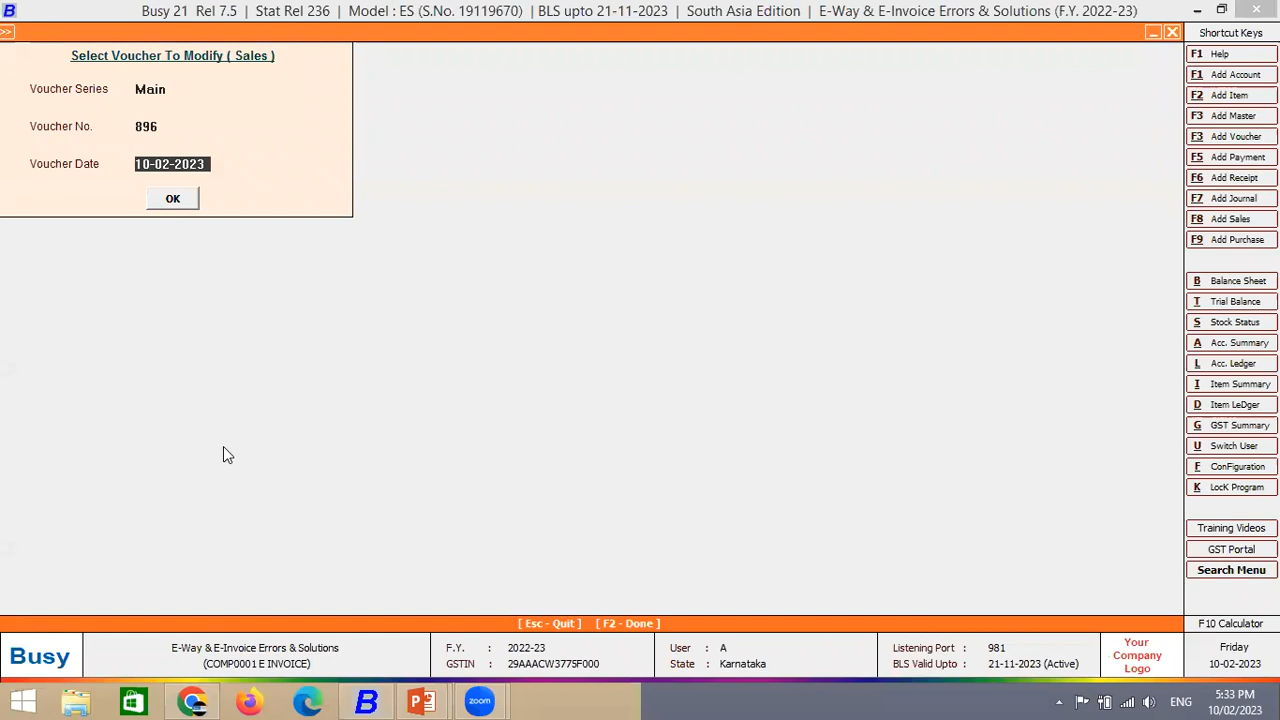 Busy 21 Rel 7.5 | Stat Rel 236 | Model : ES (S.No. 19119670) | BLS upto 21-11-2023 | South Asia Edition | E-Way & E-Invoice Errors & Solutions (F.Y. 2022-23)
>>
Select Voucher To Modify ( Sales )
Voucher Series Main
Voucher No. 896
Voucher Date 10-02-2023
OK
Shortcut Keys
F1 Help
F1 Add Account
F2 Add Item
F3 Add Master
F3 Add Voucher
F5 Add Payment
F6 Add Receipt
F7 Add Journal
F8 Add Sales
F9 Add Purchase
B Balance Sheet
T Trial Balance
S Stock Status
A Acc. Summary
L Acc. Ledger
I Item Summary
D Item LeDger
G GST Summary
U Switch User
F ConFiguration
K LocK Program
Training Videos
GST Portal
Search Menu
[ Esc - Quit ] [ F2 - Done ]
F10 Calculator
Busy
E-Way & E-Invoice Errors & Solutions
(COMP0001 E INVOICE)
F.Y. : 2022-23
GSTIN : 29AAACW3775F000
User : A
State : Karnataka
Listening Port : 981
BLS Valid Upto : 21-11-2023 (Active)
Your
Company
Logo
Friday
10-02-2023
zoom
ENG
5:33 PM
10/02/2023